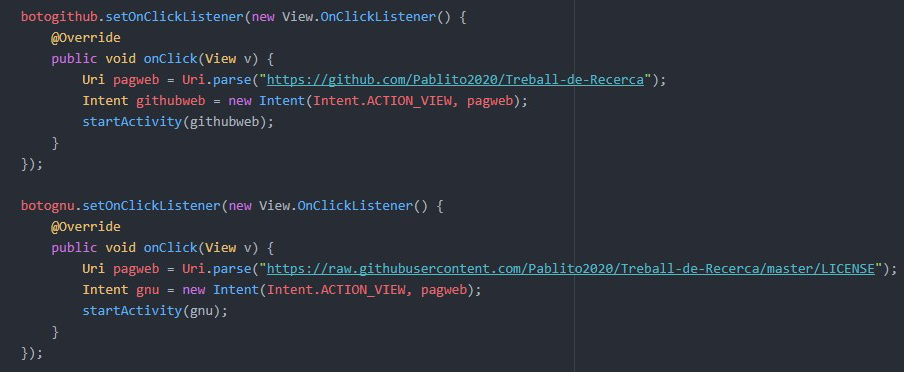 botogithub.setOnClickListener(new View.OnClickListener() {
    @Override
    public void onClick(View v) {
        Uri pagweb = Uri.parse("https://github.com/Pablito2020/Treball-de-Recerca");
        Intent githubweb = new Intent(Intent.ACTION_VIEW, pagweb);
        startActivity(githubweb);
    }
});

botognu.setOnClickListener(new View.OnClickListener() {
    @Override
    public void onClick(View v) {
        Uri pagweb = Uri.parse("https://raw.githubusercontent.com/Pablito2020/Treball-de-Recerca/master/LICENSE");
        Intent gnu = new Intent(Intent.ACTION_VIEW, pagweb);
        startActivity(gnu);
    }
});